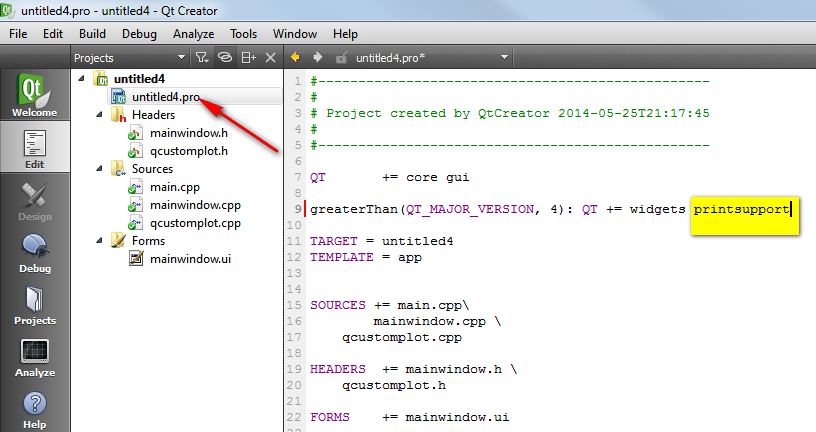 untitled4.pro - untitled4 - Qt Creator
File Edit Build Debug Analyze Tools Window Help
Projects
untitled4.pro*
Qt
Welcome
Edit
Design
Debug
Projects
Analyze
Help
untitled4
untitled4.pro
Headers
mainwindow.h
qcustomplot.h
Sources
main.cpp
mainwindow.cpp
qcustomplot.cpp
Forms
mainwindow.ui
1 #-------------------------------------------------
2 #
3 # Project created by QtCreator 2014-05-25T21:17:45
4 #
5 #-------------------------------------------------
6
7 QT       += core gui
8
9 greaterThan(QT_MAJOR_VERSION, 4): QT += widgets printsupport
10
11 TARGET = untitled4
12 TEMPLATE = app
13
14
15 SOURCES += main.cpp\
16         mainwindow.cpp \
17     qcustomplot.cpp
18
19 HEADERS  += mainwindow.h \
20     qcustomplot.h
21
22 FORMS    += mainwindow.ui